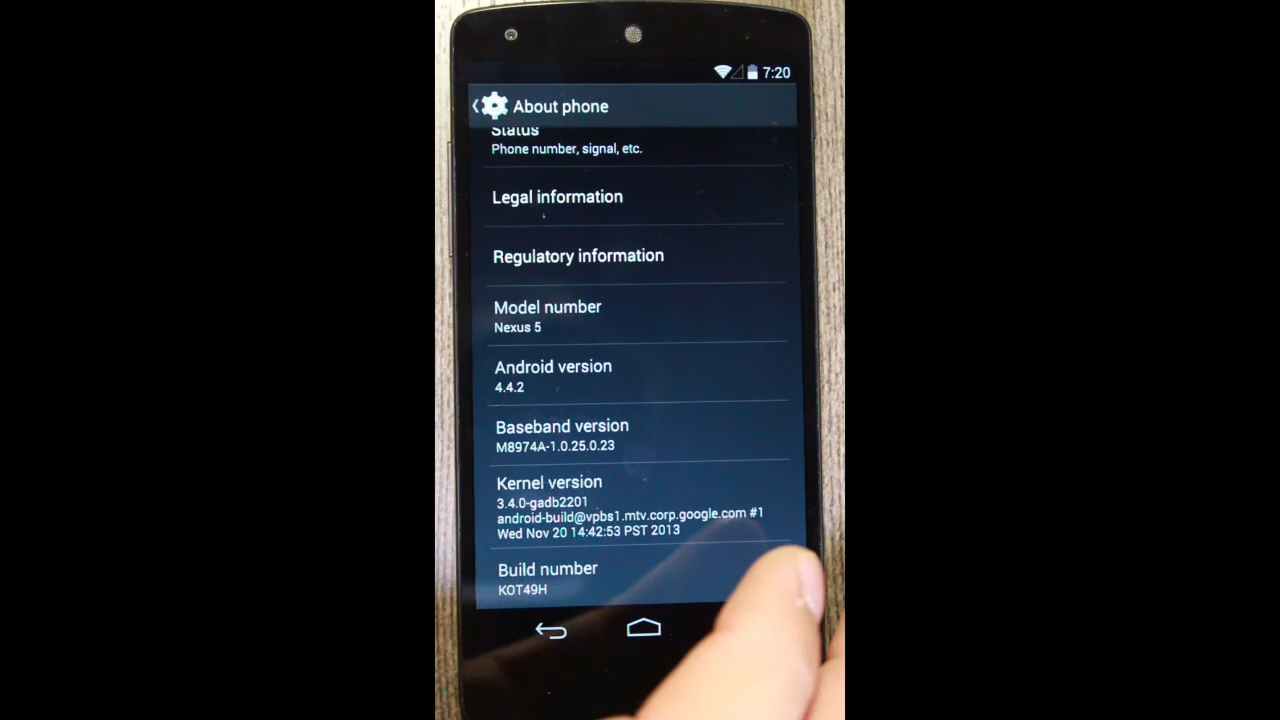 7:20
About phone
Status
Phone number, signal, etc.
Legal information
Regulatory information
Model number
Nexus 5
Android version
4.4.2
Baseband version
M8974A-1.0.25.0.23
Kernel version
3.4.0-gadb2201
android-build@vpbs1.mtv.corp.google.com #1
Wed Nov 20 14:42:53 PST 2013
Build number
KOT49H